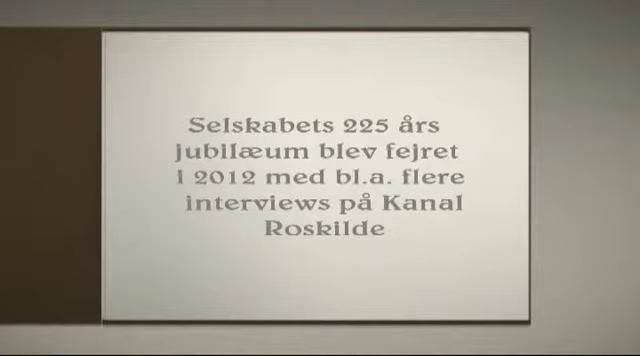 Selskabets 225 års
jubilæum blev fejret
i 2012 med bl.a. flere
interviews på Kanal
Roskilde